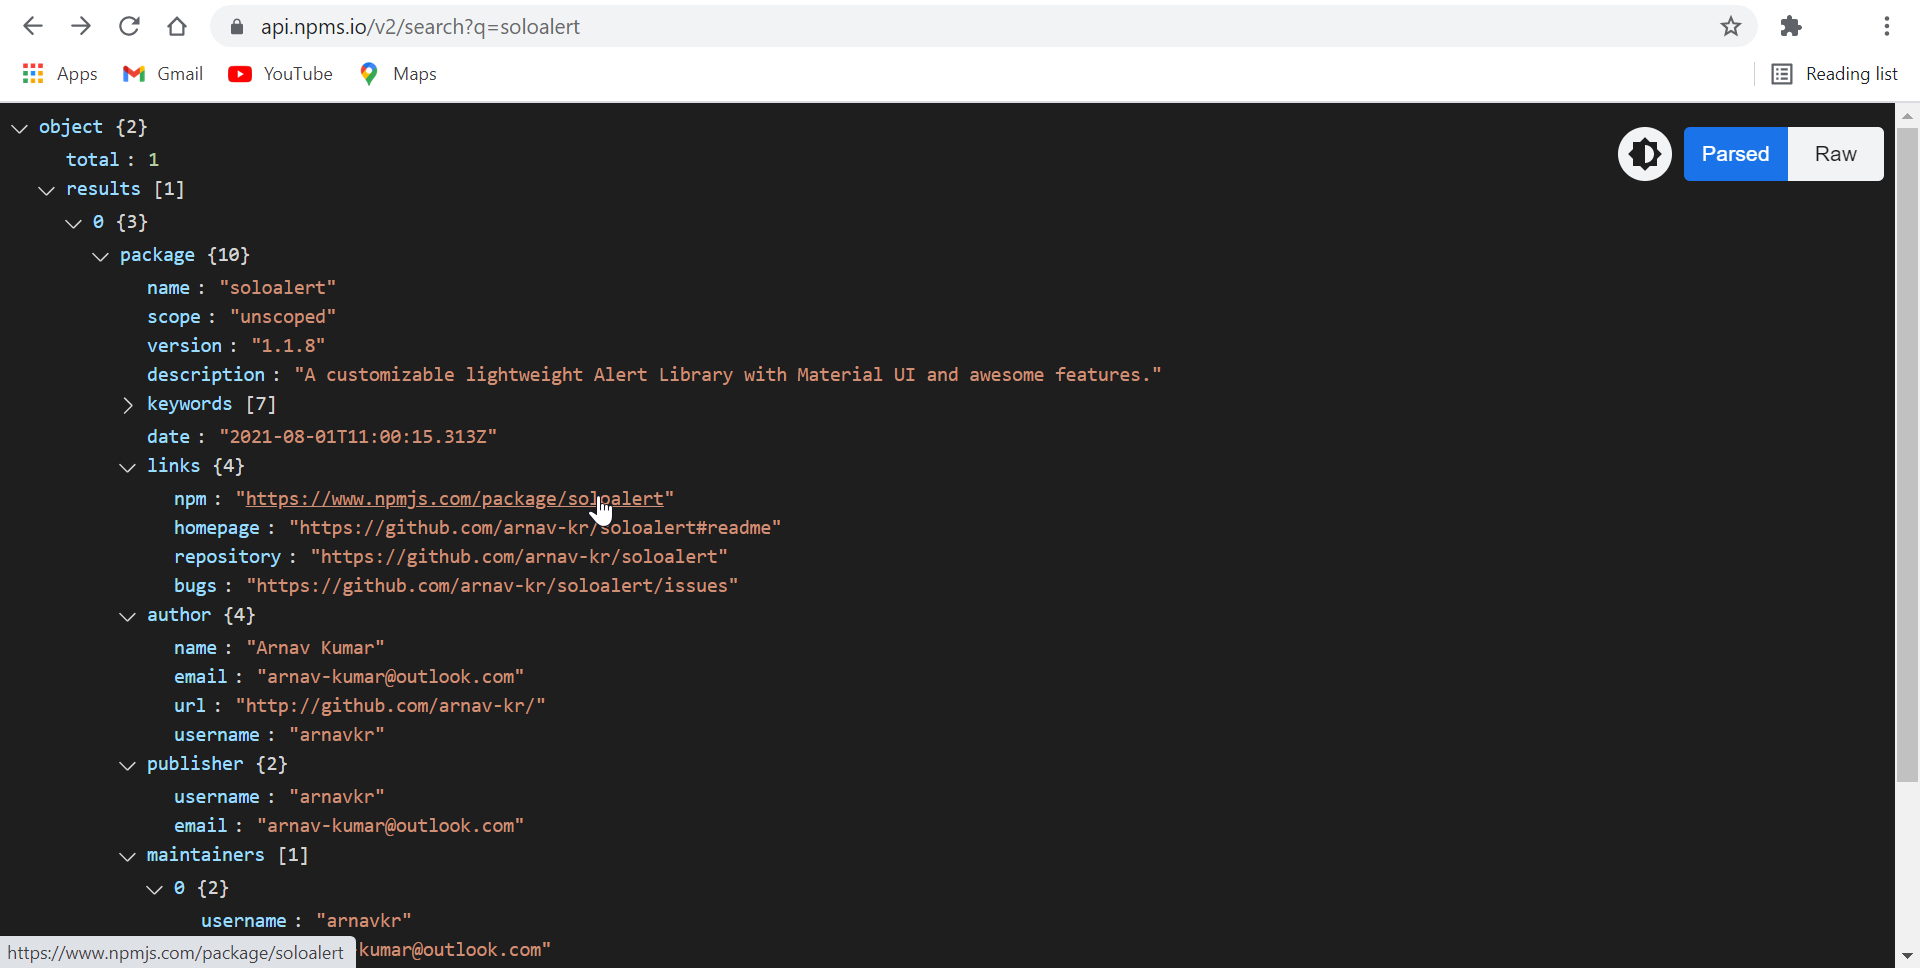 api.npms.io/v2/search?q=soloalert
Apps Gmail YouTube Maps Reading list
object {2}
Parsed Raw
total : 1
results [1]
0 {3}
package {10}
name : "soloalert"
scope : "unscoped"
version : "1.1.8"
description : "A customizable lightweight Alert Library with Material UI and awesome features."
keywords [7]
date : "2021-08-01T11:00:15.313Z"
links {4}
npm : "https://www.npmjs.com/package/soloalert"
homepage : "https://github.com/arnav-kr/soloalert#readme"
repository : "https://github.com/arnav-kr/soloalert"
bugs : "https://github.com/arnav-kr/soloalert/issues"
author {4}
name : "Arnav Kumar"
email : "arnav-kumar@outlook.com"
url : "http://github.com/arnav-kr/"
username : "arnavkr"
publisher {2}
username : "arnavkr"
email : "arnav-kumar@outlook.com"
maintainers [1]
0 {2}
username : "arnavkr"
https://www.npmjs.com/package/soloalert -kumar@outlook.com"